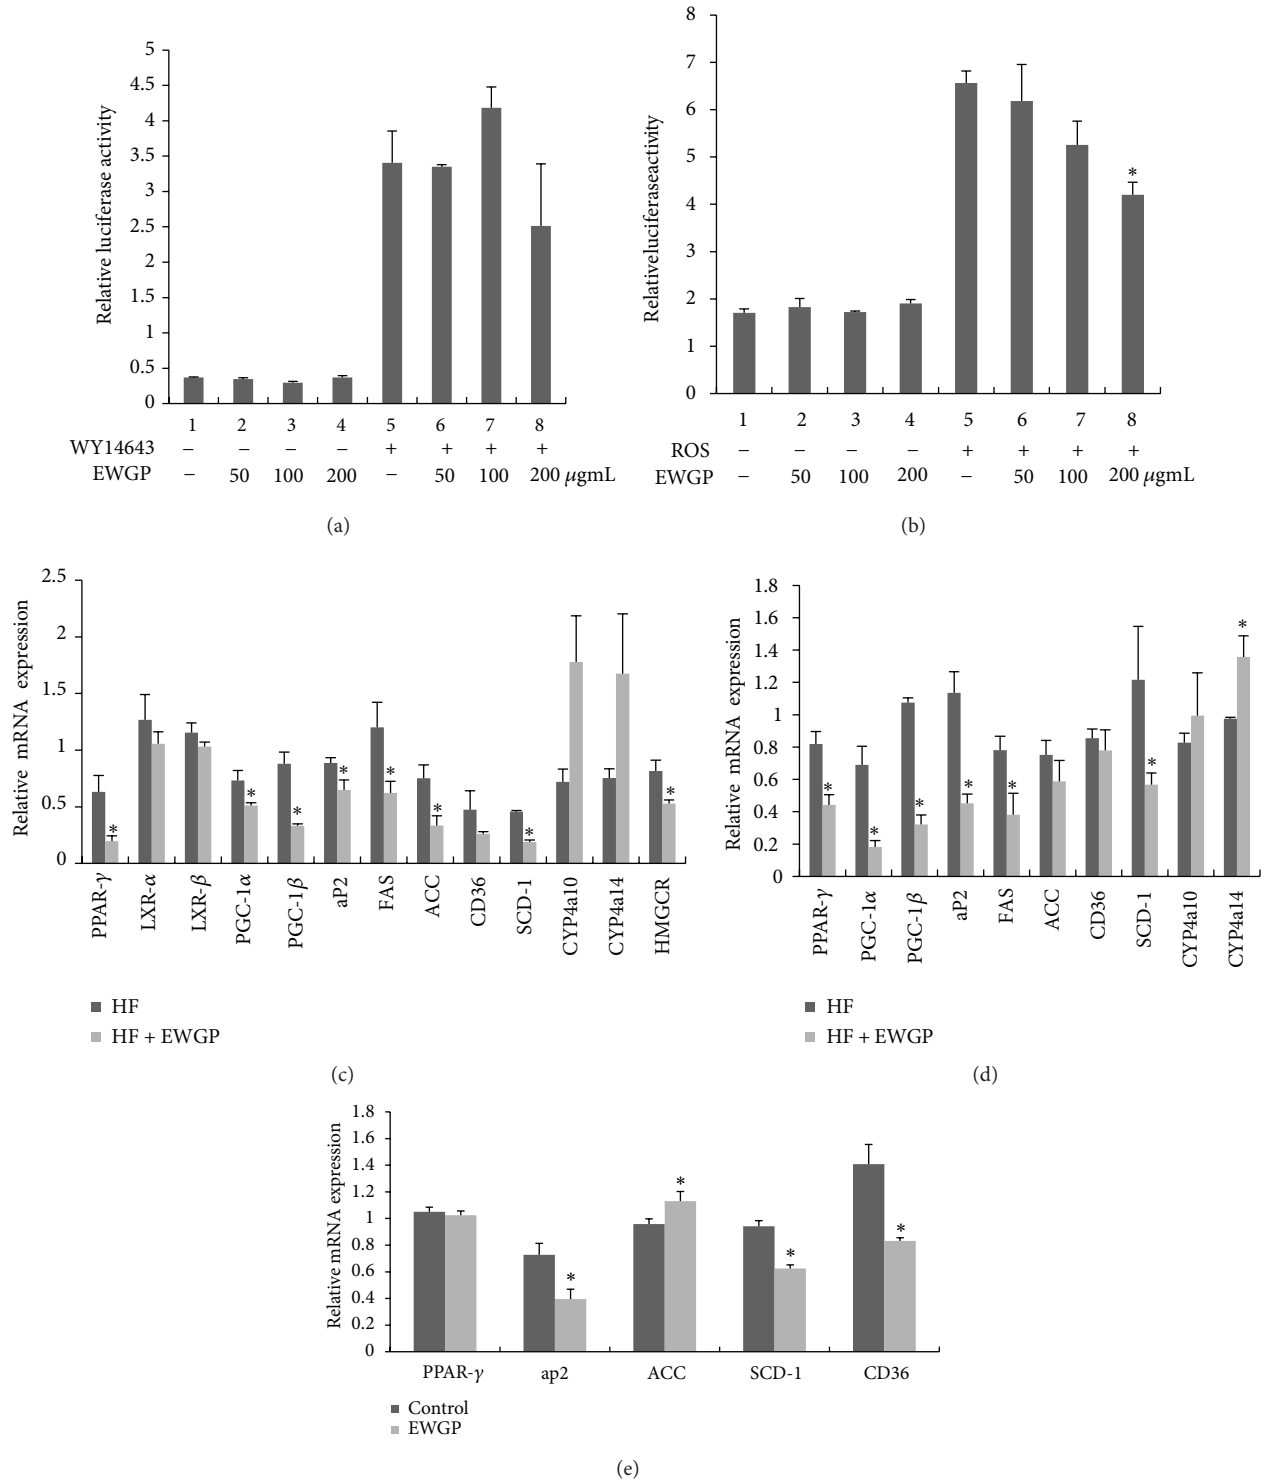 Relative luciferase activity
5
4.5
4
3.5
3
2.5
2
1.5
1
0.5
0
1 2 3 4 5 6 7 8
WY14643 − − − − + + + +
EWGP − 50 100 200 − 50 100 200 μgmL
(a)
Relativeluciferaseactivity
8
7
6
5
4
3
2
1
0
*
1 2 3 4 5 6 7 8
ROS − − − − + + + +
EWGP − 50 100 200 − 50 100 200 μgmL
(b)
Relative mRNA expression
2.5
2
1.5
1
0.5
0
* * * * * * * *
PPAR-γ
LXR-α
LXR-β
PGC-1α
PGC-1β
aP2
FAS
ACC
CD36
SCD-1
CYP4a10
CYP4a14
HMGCR
HF
HF + EWGP
(c)
Relative mRNA expression
1.8
1.6
1.4
1.2
1
0.8
0.6
0.4
0.2
0
* * * * * * *
PPAR-γ
PGC-1α
PGC-1β
aP2
FAS
ACC
CD36
SCD-1
CYP4a10
CYP4a14
HF
HF + EWGP
(d)
Relative mRNA expression
1.8
1.6
1.4
1.2
1
0.8
0.6
0.4
0.2
0
* * * *
PPAR-γ ap2 ACC SCD-1 CD36
Control
EWGP
(e)